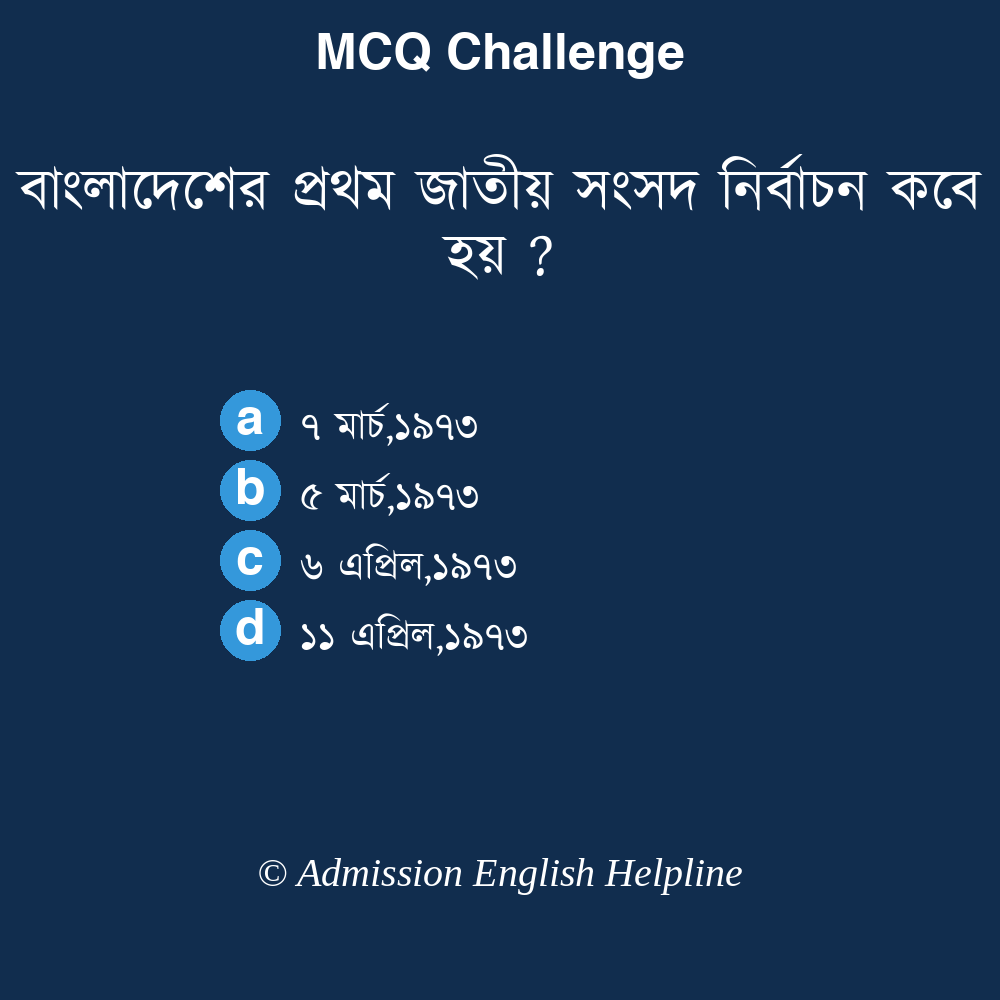 MCQ Challenge
বাংলাদেশের প্রথম জাতীয় সংসদ নির্বাচন কবে
হয় ?
a ৭ মার্চ,১৯৭৩
b ৫ মার্চ,১৯৭৩
c ৬ এপ্রিল,১৯৭৩
d ১১ এপ্রিল,১৯৭৩
© Admission English Helpline